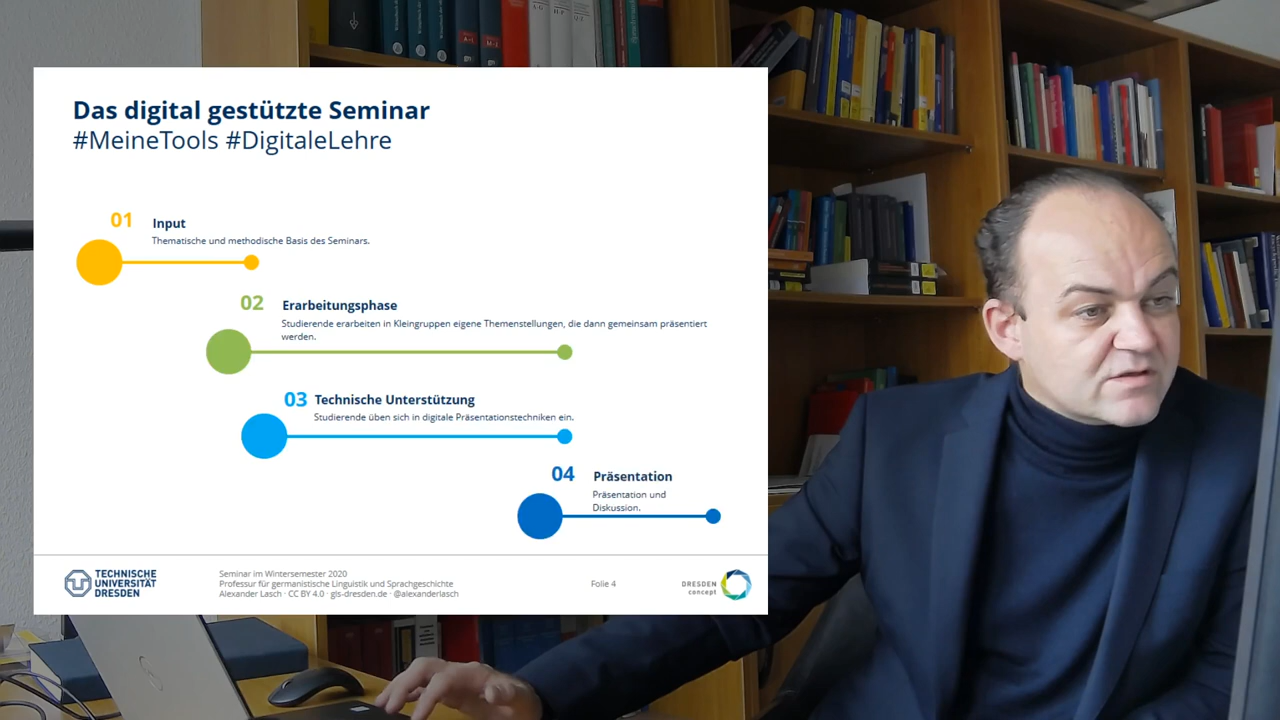 Das digital gestützte Seminar
#MeineTools #DigitaleLehre
01
Input
Thematische und methodische Basis des Seminars.
02
Erarbeitungsphase
Studierende erarbeiten in Kleingruppen eigene Themenstellungen, die dann gemeinsam präsentiert
werden.
03
Technische Unterstützung
Studierende üben sich in digitale Präsentationstechniken ein.
04
Präsentation
Präsentation und
Diskussion.
TECHNISCHE
UNIVERSITÄT
DRESDEN
Seminar im Wintersemester 2020
Professur für germanistische Linguistik und Sprachgeschichte
Alexander Lasch · CC BY 4.0 · gls-dresden.de · @alexanderlasch
Folie 4
DRESDEN
concept